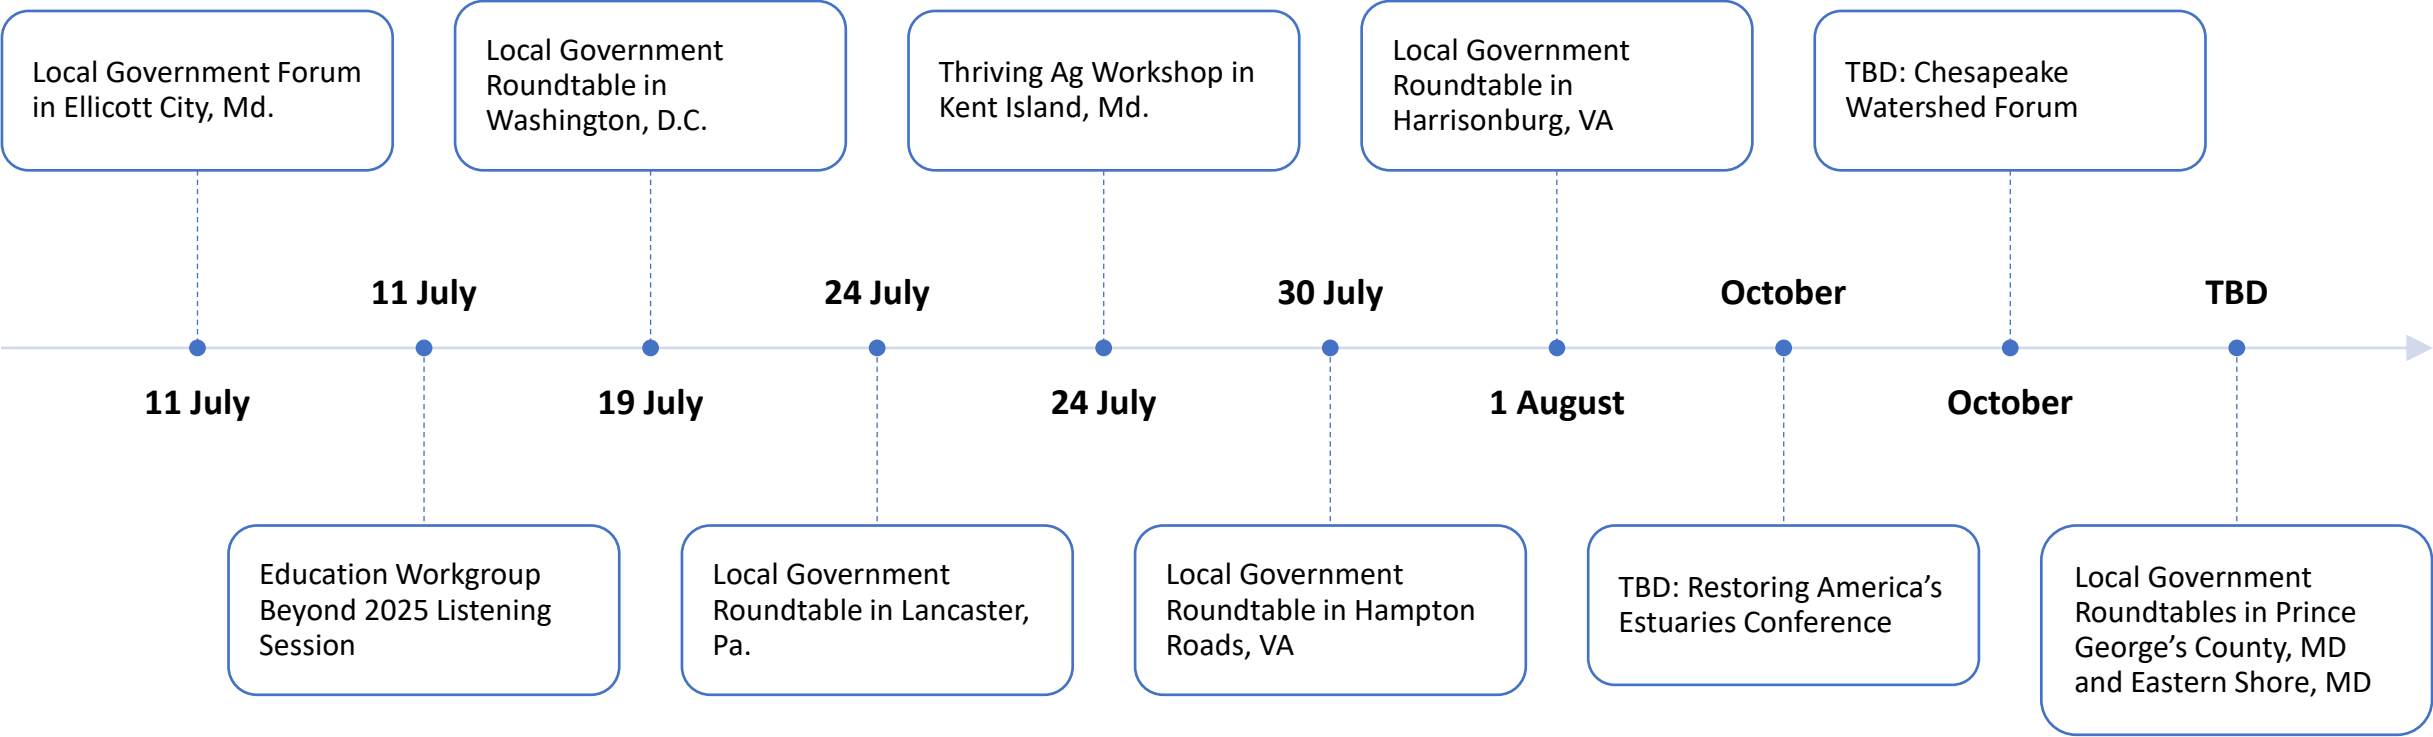 Local Government Forum
in Ellicott City, Md.
Local Government
Roundtable in
Washington, D.C.
Thriving Ag Workshop in
Kent Island, Md.
Local Government
Roundtable in
Harrisonburg, VA
TBD: Chesapeake
Watershed Forum
11 July
24 July
30 July
October
TBD
11 July
19 July
24 July
1 August
October
Education Workgroup
Beyond 2025 Listening
Session
Local Government
Roundtable in Lancaster,
Pa.
Local Government
Roundtable in Hampton
Roads, VA
TBD: Restoring America’s
Estuaries Conference
Local Government
Roundtables in Prince
George’s County, MD
and Eastern Shore, MD